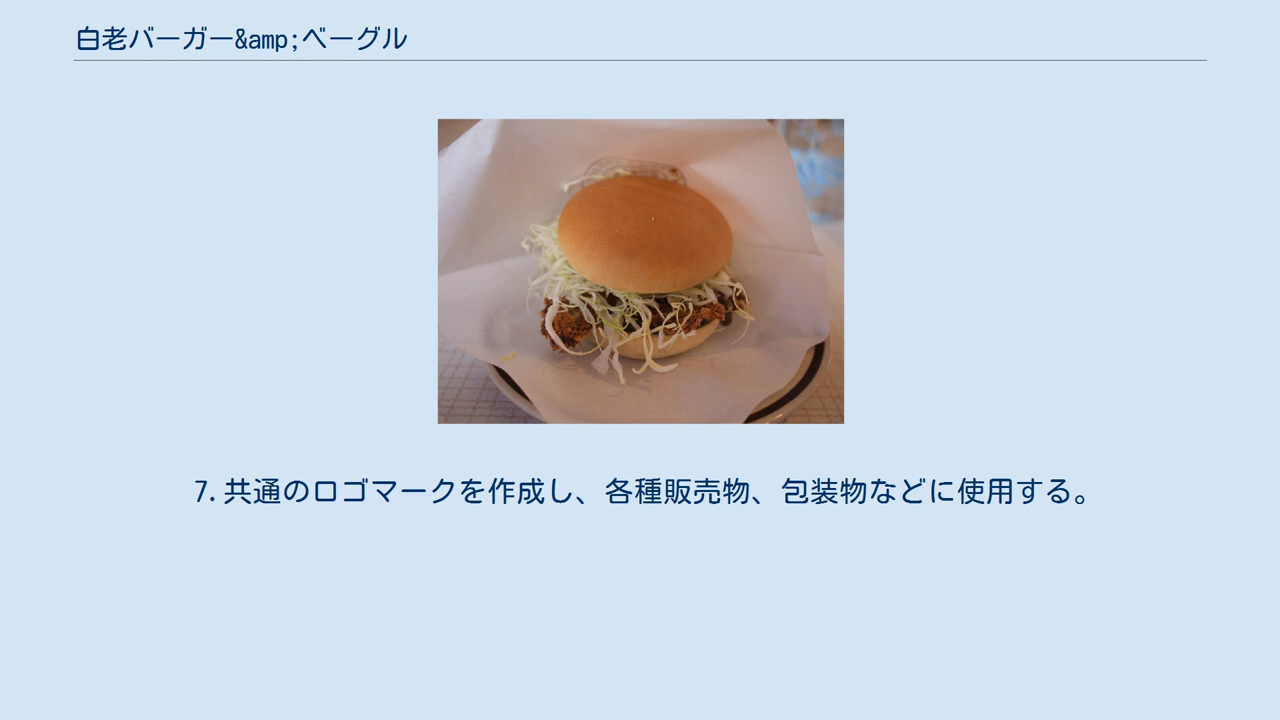 白老バーガー&amp;ベーグル
7. 共通のロゴマークを作成し、各種販売物、包装物などに使用する。